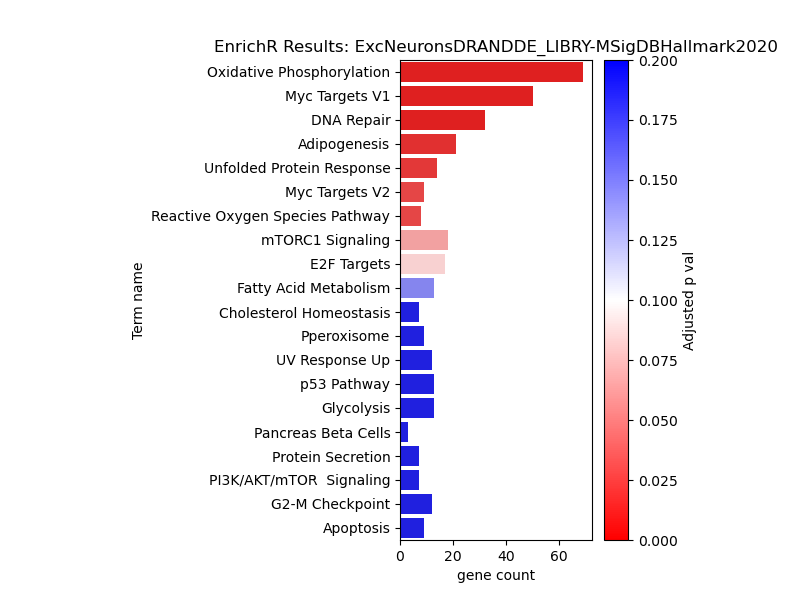 EnrichR Results: ExcNeuronsDRANDDE_LIBRY-MSigDBHallmark2020
Term name
Oxidative Phosphorylation
Myc Targets V1
DNA Repair
Adipogenesis
Unfolded Protein Response
Myc Targets V2
Reactive Oxygen Species Pathway
mTORC1 Signaling
E2F Targets
Fatty Acid Metabolism
Cholesterol Homeostasis
Pperoxisome
UV Response Up
p53 Pathway
Glycolysis
Pancreas Beta Cells
Protein Secretion
PI3K/AKT/mTOR  Signaling
G2-M Checkpoint
Apoptosis
0 20 40 60
gene count
0.200
0.175
0.150
0.125
0.100
0.075
0.050
0.025
0.000
Adjusted p val